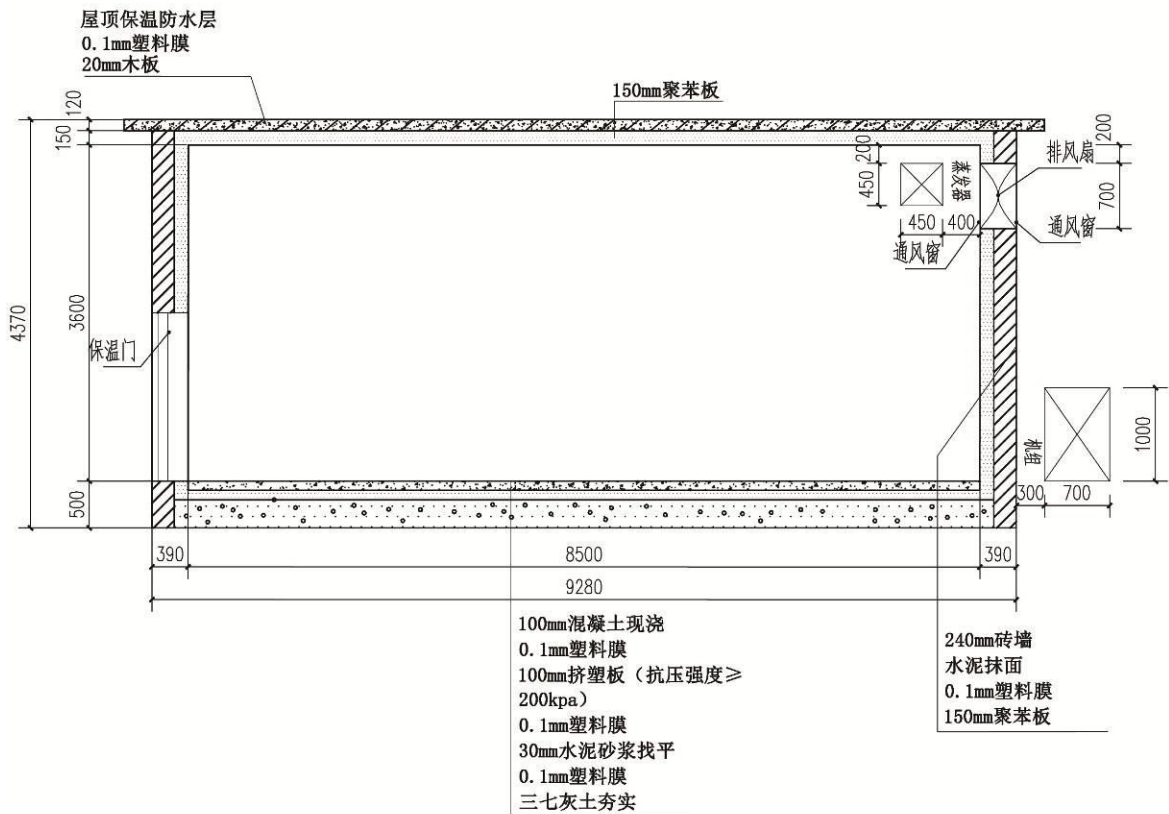 屋顶保温防水层
0.1mm塑料膜
20mm木板
150mm聚苯板
120
150
200
450
蒸发器
450
400
通风窗
排风扇
200
700
通风窗
4370
3600
500
保温门
机组
1000
300
700
390
8500
390
9280
100mm混凝土现浇
0.1mm塑料膜
100mm挤塑板（抗压强度≥
200kpa）
0.1mm塑料膜
30mm水泥砂浆找平
0.1mm塑料膜
三七灰土夯实
240mm砖墙
水泥抹面
0.1mm塑料膜
150mm聚苯板